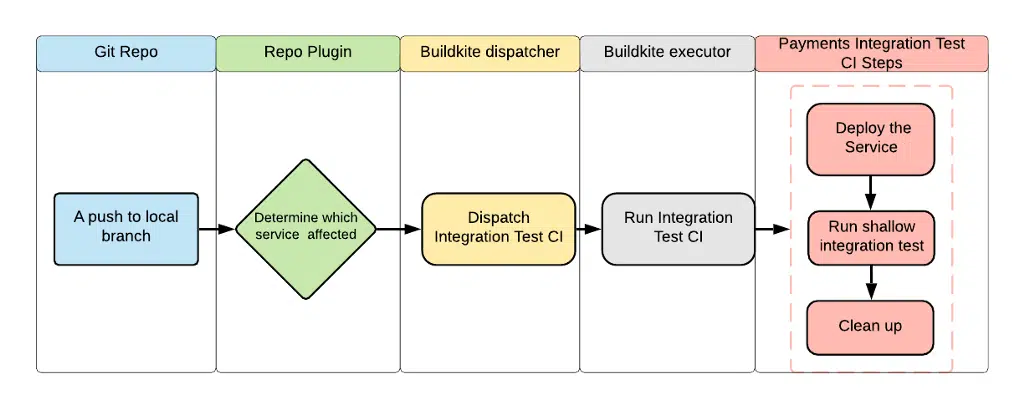 Git Repo
Repo Plugin
Buildkite dispatcher
Buildkite executor
Payments Integration Test
CI Steps
A push to local
branch
Determine which
service affected
Dispatch
Integration Test CI
Run Integration
Test CI
Deploy the
Service
Run shallow
integration test
Clean up